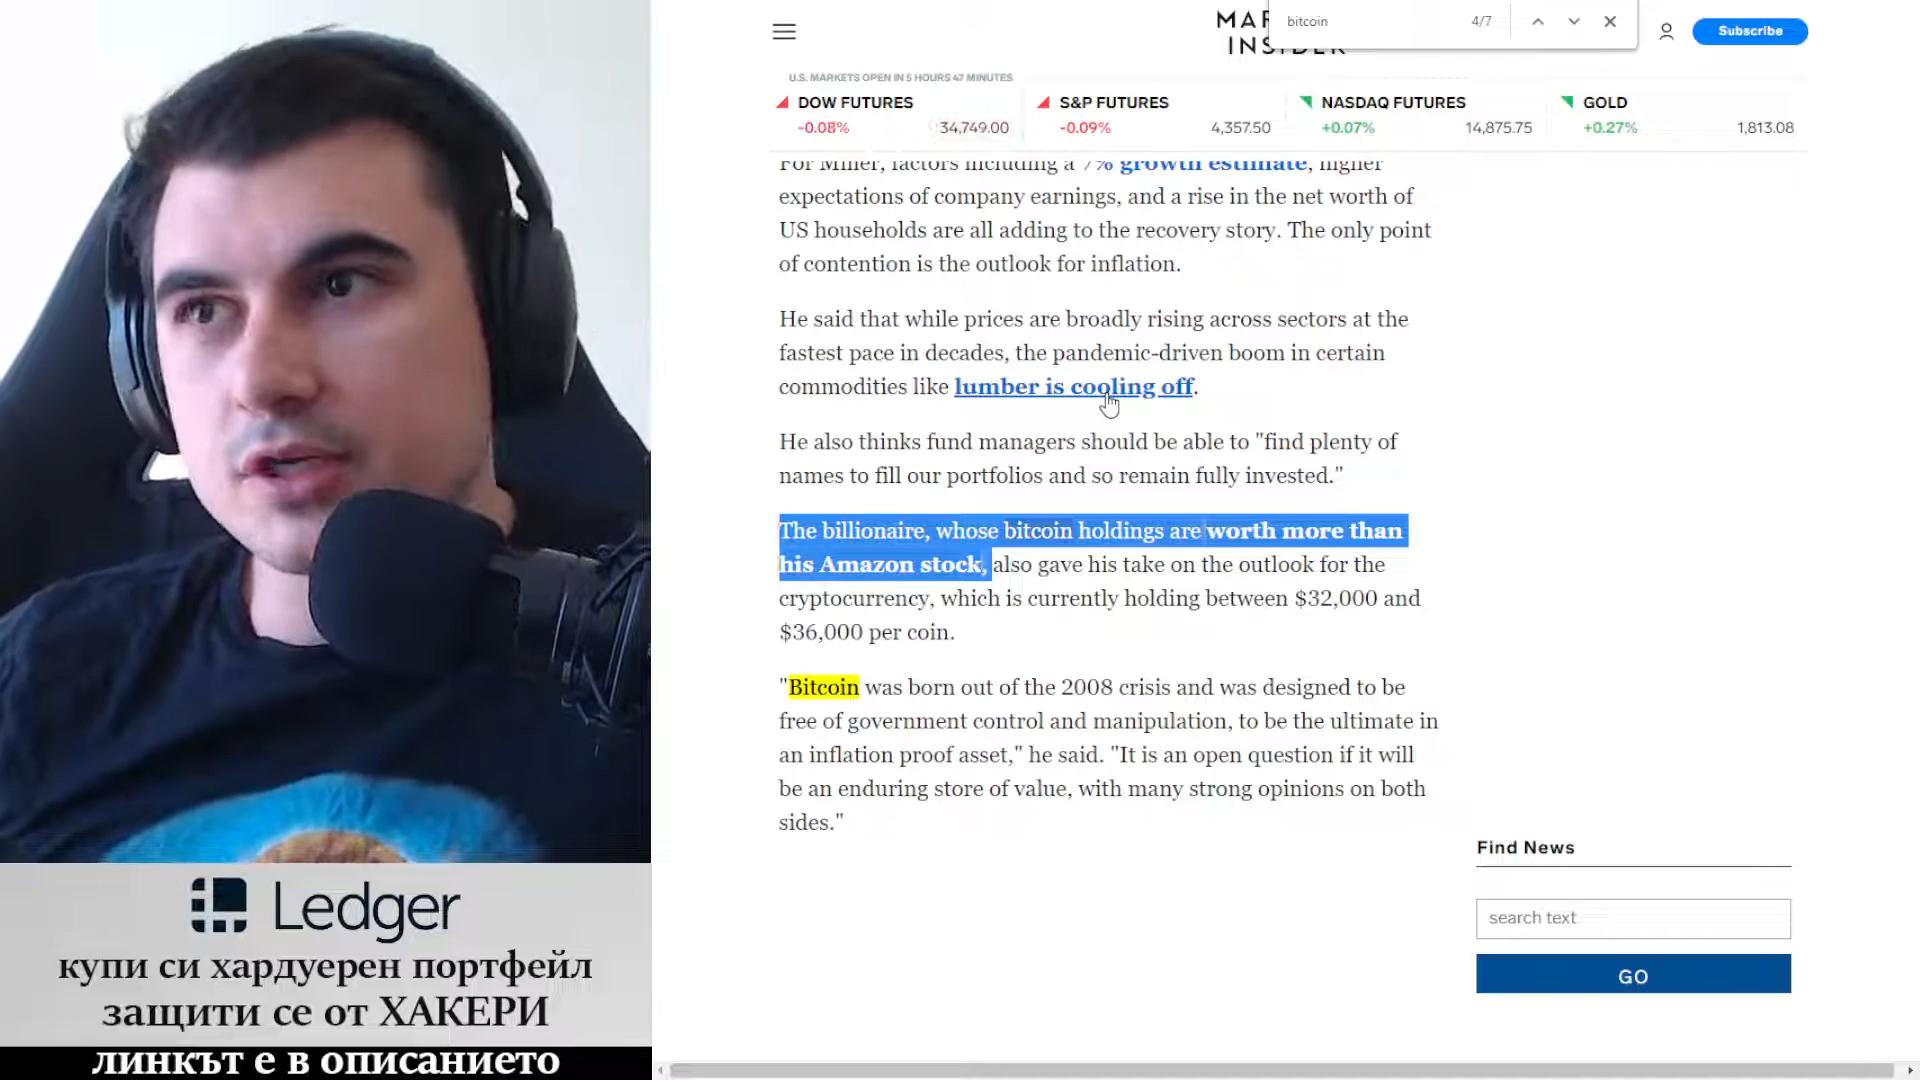 bitcoin 4/7
MAR
INSIDER
Subscribe
U.S. MARKETS OPEN IN 5 HOURS 47 MINUTES
DOW FUTURES
-0.08% 34,749.00
S&P FUTURES
-0.09% 4,357.50
NASDAQ FUTURES
+0.07% 14,875.75
GOLD
+0.27% 1,813.08
For Miller, factors including a 7% growth estimate, higher
expectations of company earnings, and a rise in the net worth of
US households are all adding to the recovery story. The only point
of contention is the outlook for inflation.
He said that while prices are broadly rising across sectors at the
fastest pace in decades, the pandemic-driven boom in certain
commodities like lumber is cooling off.
He also thinks fund managers should be able to "find plenty of
names to fill our portfolios and so remain fully invested."
The billionaire, whose bitcoin holdings are worth more than
his Amazon stock, also gave his take on the outlook for the
cryptocurrency, which is currently holding between $32,000 and
$36,000 per coin.
"Bitcoin was born out of the 2008 crisis and was designed to be
free of government control and manipulation, to be the ultimate in
an inflation proof asset," he said. "It is an open question if it will
be an enduring store of value, with many strong opinions on both
sides."
Find News
search text
GO
Ledger
купи си хардуерен портфейл
защити се от ХАКЕРИ
линкът е в описанието